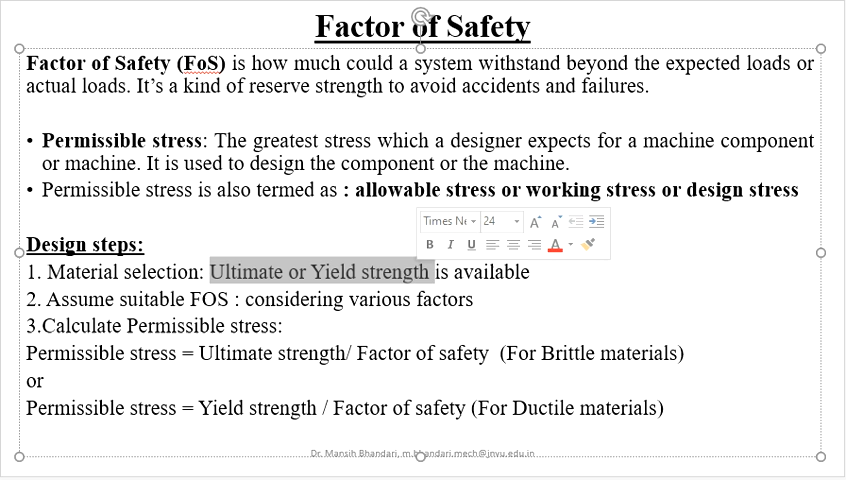 Factor of Safety
Factor of Safety (FoS) is how much could a system withstand beyond the expected loads or
actual loads. It’s a kind of reserve strength to avoid accidents and failures.
• Permissible stress: The greatest stress which a designer expects for a machine component
or machine. It is used to design the component or the machine.
• Permissible stress is also termed as : allowable stress or working stress or design stress
Times Ne 24 A A
B I U A
Design steps:
1. Material selection: Ultimate or Yield strength is available
2. Assume suitable FOS : considering various factors
3.Calculate Permissible stress:
Permissible stress = Ultimate strength/ Factor of safety (For Brittle materials)
or
Permissible stress = Yield strength / Factor of safety (For Ductile materials)
Dr. Mansih Bhandari, m.bhandari.mech@jnvu.edu.in